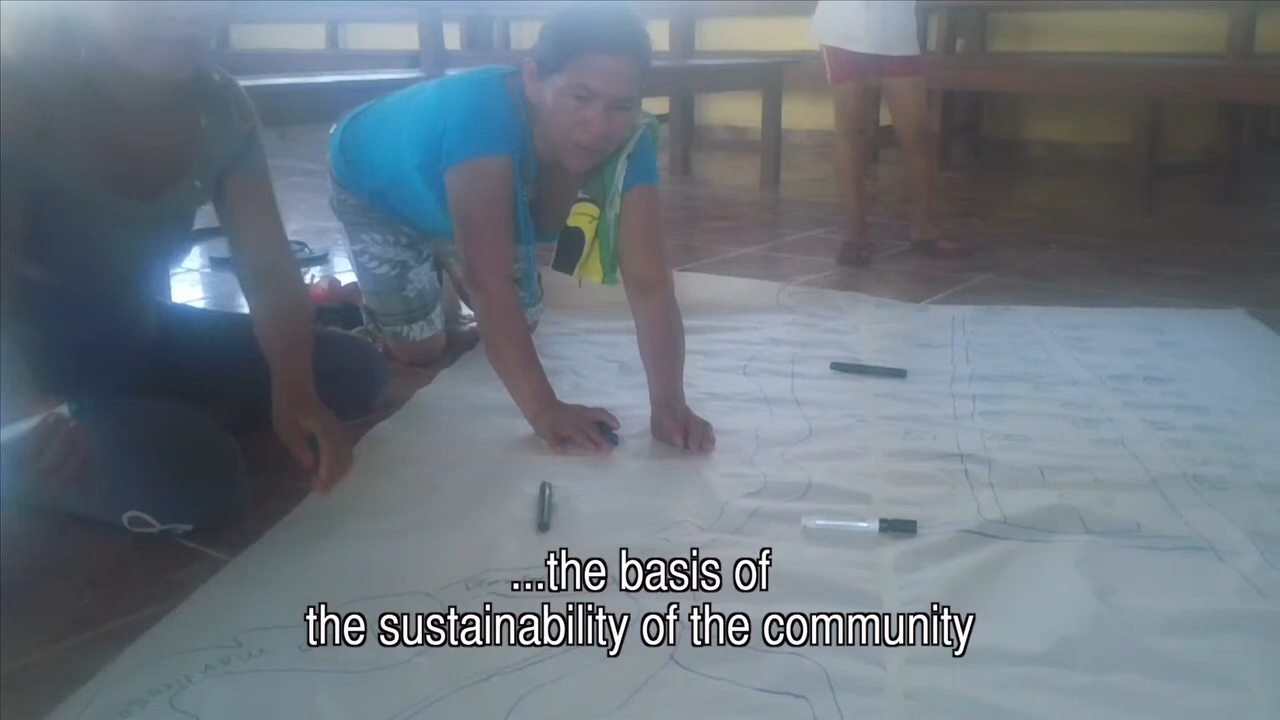 ...the basis of
the sustainability of the community